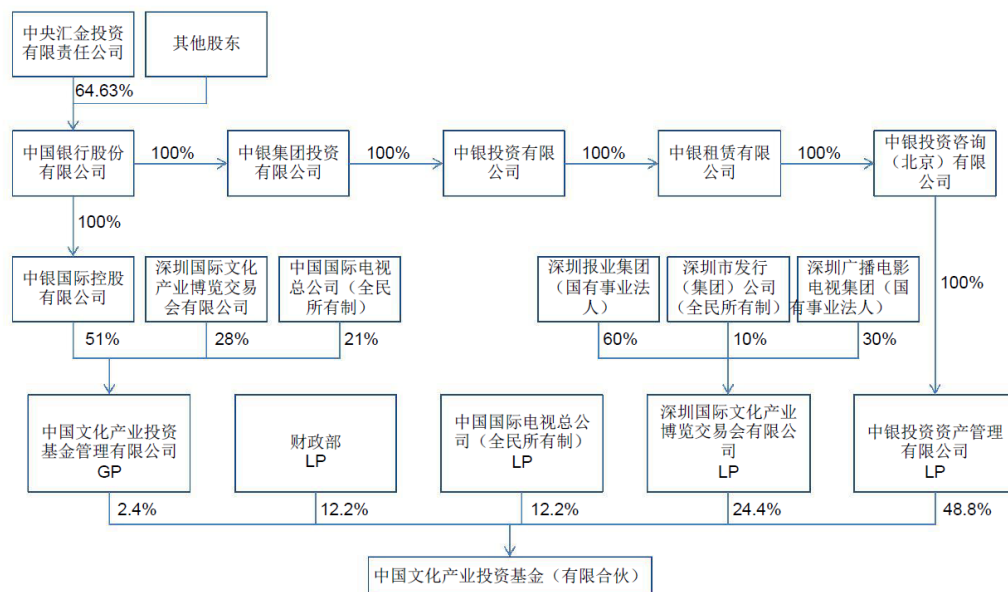 中央汇金投资
有限责任公司
其他股东
64.63%
中国银行股份
有限公司
100%
中银集团投资
有限公司
100%
中银投资有限
公司
100%
中银租赁有限
公司
100%
中银投资咨询
（北京）有限
公司
100%
中银国际控股
有限公司
深圳国际文化
产业博览交易
会有限公司
中国国际电视
总公司（全民
所有制）
深圳报业集团
（国有事业法
人）
深圳市发行
（集团）公司
（全民所有制）
深圳广播电影
电视集团（国
有事业法人）
100%
51%
28%
21%
60%
10%
30%
中国文化产业投资
基金管理有限公司
GP
财政部
LP
中国国际电视总公
司（全民所有制）
LP
深圳国际文化产业
博览交易会有限公
司
LP
中银投资资产管理
有限公司
LP
2.4%
12.2%
12.2%
24.4%
48.8%
中国文化产业投资基金（有限合伙）